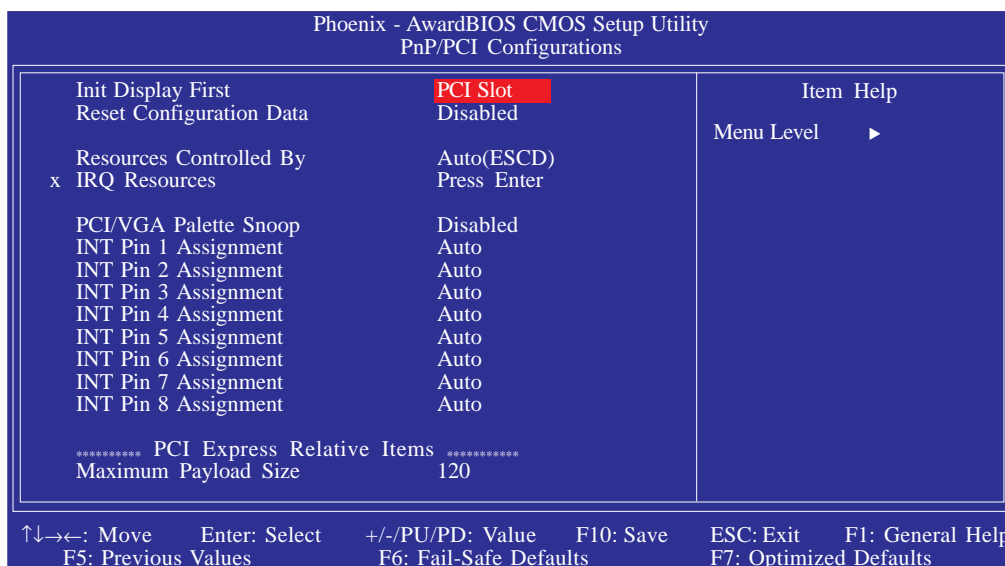 Phoenix - AwardBIOS CMOS Setup Utility
PnP/PCI Configurations
Init Display First PCI Slot
Reset Configuration Data Disabled
Resources Controlled By Auto(ESCD)
x IRQ Resources Press Enter
PCI/VGA Palette Snoop Disabled
INT Pin 1 Assignment Auto
INT Pin 2 Assignment Auto
INT Pin 3 Assignment Auto
INT Pin 4 Assignment Auto
INT Pin 5 Assignment Auto
INT Pin 6 Assignment Auto
INT Pin 7 Assignment Auto
INT Pin 8 Assignment Auto
********** PCI Express Relative Items ***********
Maximum Payload Size 120
Item Help
Menu Level ►
↑↓→←: Move Enter: Select +/-/PU/PD: Value F10: Save ESC: Exit F1: General Help
F5: Previous Values F6: Fail-Safe Defaults F7: Optimized Defaults